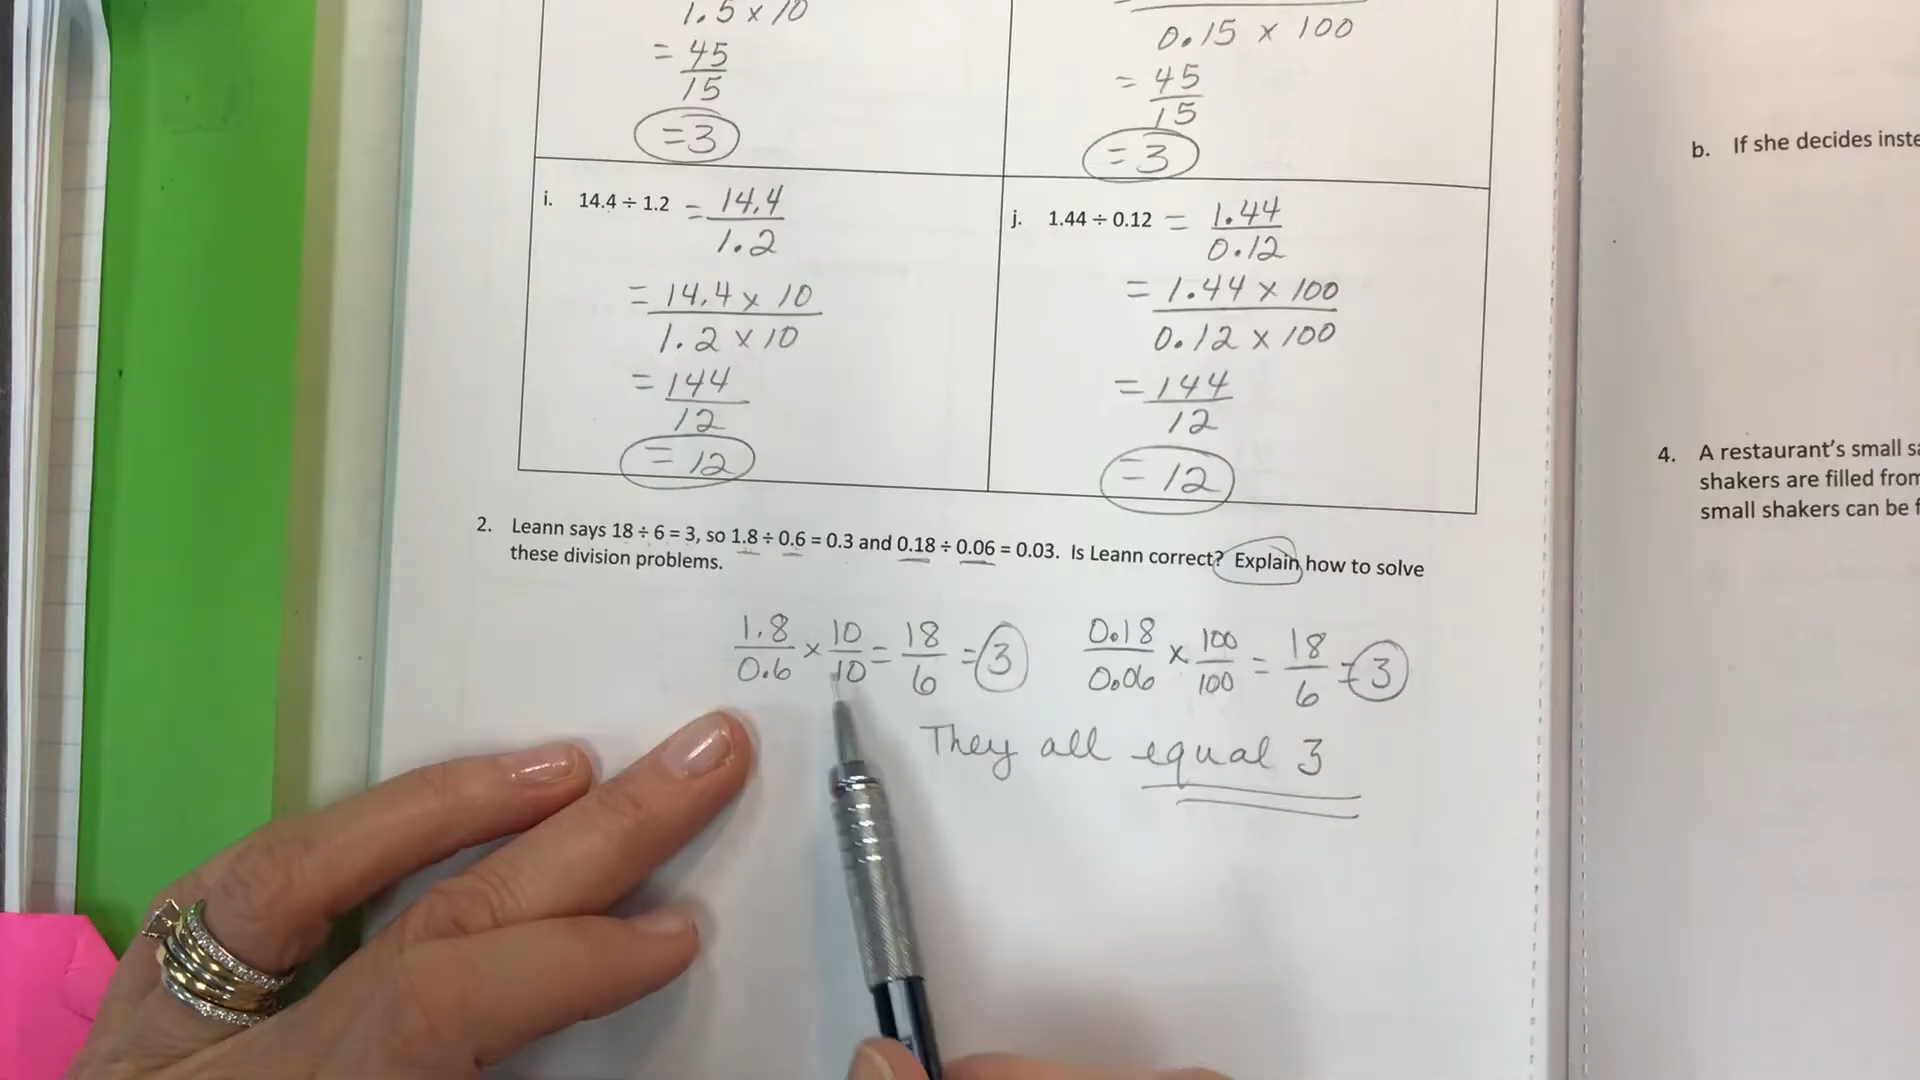 1.5 x 10
= 45
15
= 3
0.15 x 100
= 45
15
= 3
i. 14.4 ÷ 1.2 = 14.4
1.2
= 14.4 x 10
1.2 x 10
= 144
12
= 12
j. 1.44 ÷ 0.12 = 1.44
0.12
= 1.44 x 100
0.12 x 100
= 144
12
= 12
2. Leann says 18 ÷ 6 = 3, so 1.8 ÷ 0.6 = 0.3 and 0.18 ÷ 0.06 = 0.03. Is Leann correct? Explain how to solve
these division problems.
1.8 x 10 = 18 = 3
0.6 10 6
0.18 x 100 = 18 = 3
0.06 100 6
They all equal 3
b. If she decides
4. A restaurant's small
shakers are filled from
small shakers can be